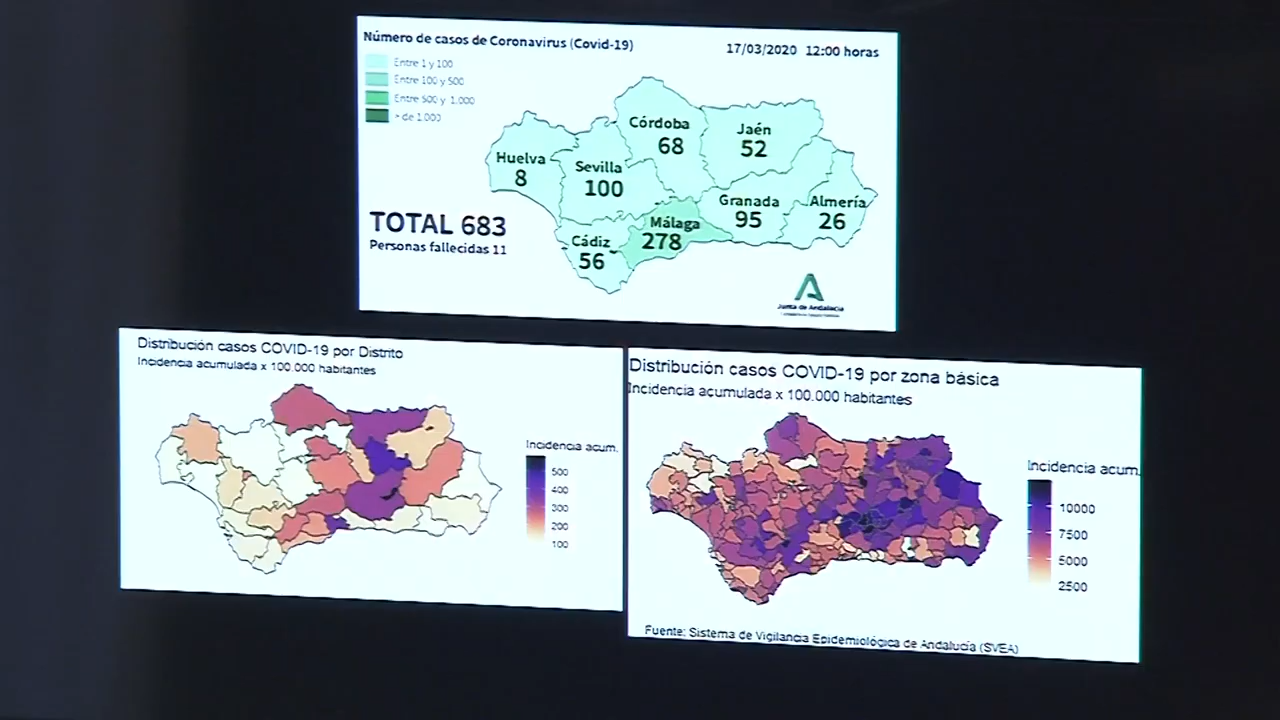 Número de casos de Coronavirus (Covid-19)
17/03/2020 12:00 horas
Entre 1 y 100
Entre 100 y 500
Entre 500 y 1.000
> de 1.000
Córdoba
68
Jaén
52
Huelva
8
Sevilla
100
Granada
95
Almería
26
Málaga
278
Cádiz
56
TOTAL 683
Personas fallecidas 11
Junta de Andalucía
Distribución casos COVID-19 por Distrito
Incidencia acumulada x 100.000 habitantes
Incidencia acum.
500
400
300
200
100
Distribución casos COVID-19 por zona básica
Incidencia acumulada x 100.000 habitantes
Incidencia acum.
10000
7500
5000
2500
Fuente: Sistema de Vigilancia Epidemiológica de Andalucía (SVEA)